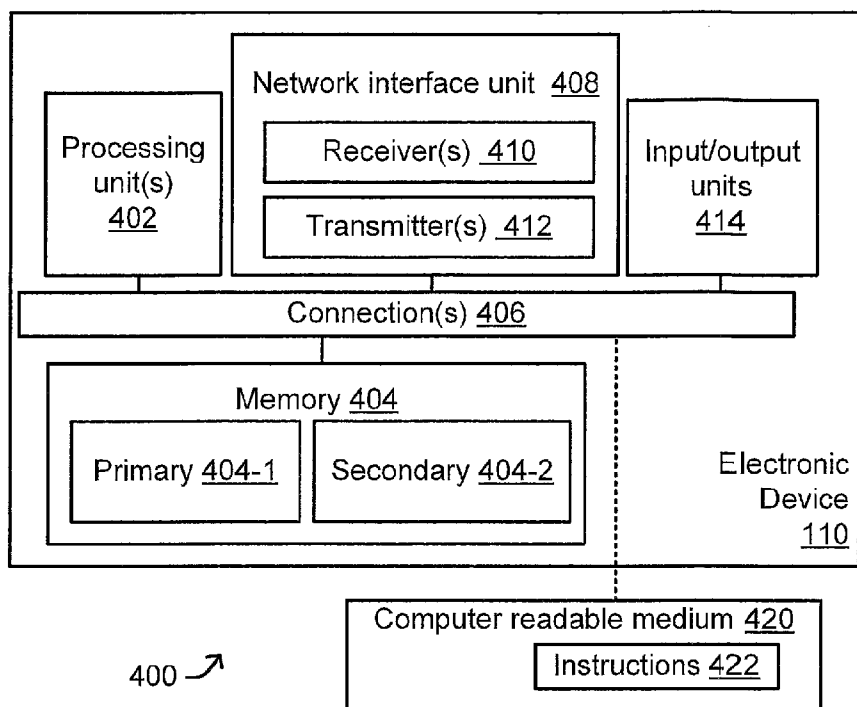 Network interface unit 408
Processing
unit(s)
402
Receiver(s) 410
Transmitter(s) 412
Input/output
units
414
Connection(s) 406
Memory 404
Primary 404-1
Secondary 404-2
Electronic
Device
110
Computer readable medium 420
Instructions 422
400